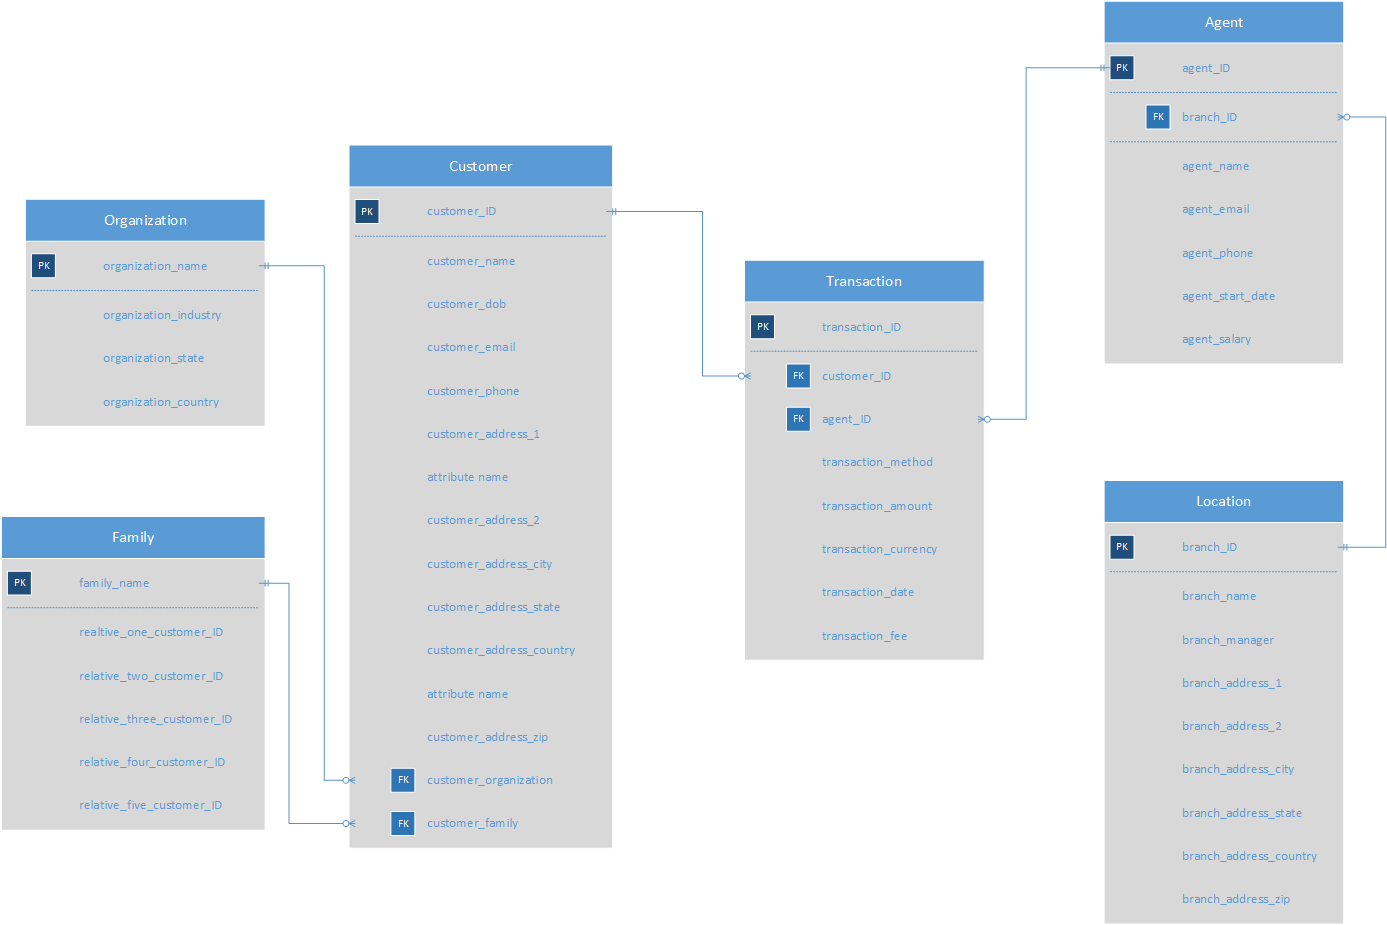 Organization
PK organization_name
organization_industry
organization_state
organization_country
Family
PK family_name
realtive_one_customer_ID
relative_two_customer_ID
relative_three_customer_ID
relative_four_customer_ID
relative_five_customer_ID
Customer
PK customer_ID
customer_name
customer_dob
customer_email
customer_phone
customer_address_1
attribute name
customer_address_2
customer_address_city
customer_address_state
customer_address_country
attribute name
customer_address_zip
FK customer_organization
FK customer_family
Transaction
PK transaction_ID
FK customer_ID
FK agent_ID
transaction_method
transaction_amount
transaction_currency
transaction_date
transaction_fee
Agent
PK agent_ID
FK branch_ID
agent_name
agent_email
agent_phone
agent_start_date
agent_salary
Location
PK branch_ID
branch_name
branch_manager
branch_address_1
branch_address_2
branch_address_city
branch_address_state
branch_address_country
branch_address_zip